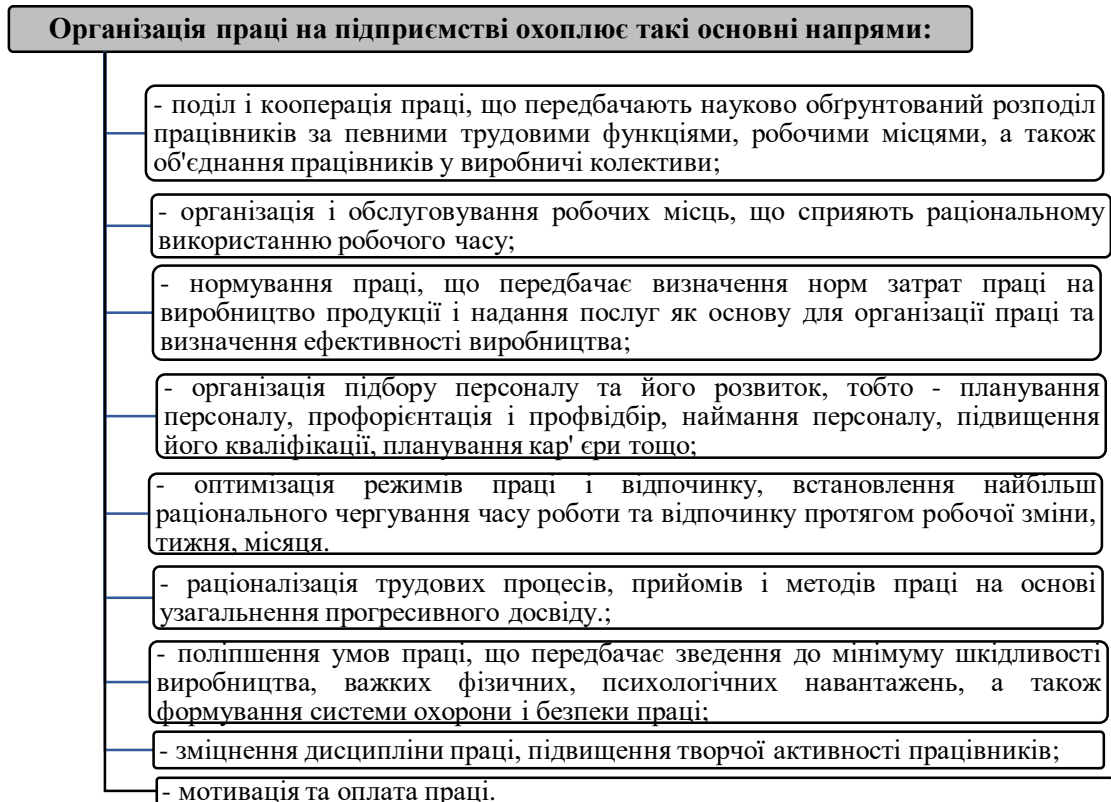 Організація праці на підприємстві охоплює такі основні напрями:
- поділ і кооперація праці, що передбачають науково обґрунтований розподіл
працівників за певними трудовими функціями, робочими місцями, а також
об'єднання працівників у виробничі колективи;
- організація і обслуговування робочих місць, що сприяють раціональному
використанню робочого часу;
- нормування праці, що передбачає визначення норм затрат праці на
виробництво продукції і надання послуг як основу для організації праці та
визначення ефективності виробництва;
- організація підбору персоналу та його розвиток, тобто - планування
персоналу, профорієнтація і профвідбір, наймання персоналу, підвищення
його кваліфікації, планування кар' єри тощо;
- оптимізація режимів праці і відпочинку, встановлення найбільш
раціонального чергування часу роботи та відпочинку протягом робочої зміни,
тижня, місяця.
- раціоналізація трудових процесів, прийомів і методів праці на основі
узагальнення прогресивного досвіду.;
- поліпшення умов праці, що передбачає зведення до мінімуму шкідливості
виробництва, важких фізичних, психологічних навантажень, а також
формування системи охорони і безпеки праці;
- зміцнення дисципліни праці, підвищення творчої активності працівників;
- мотивація та оплата праці.